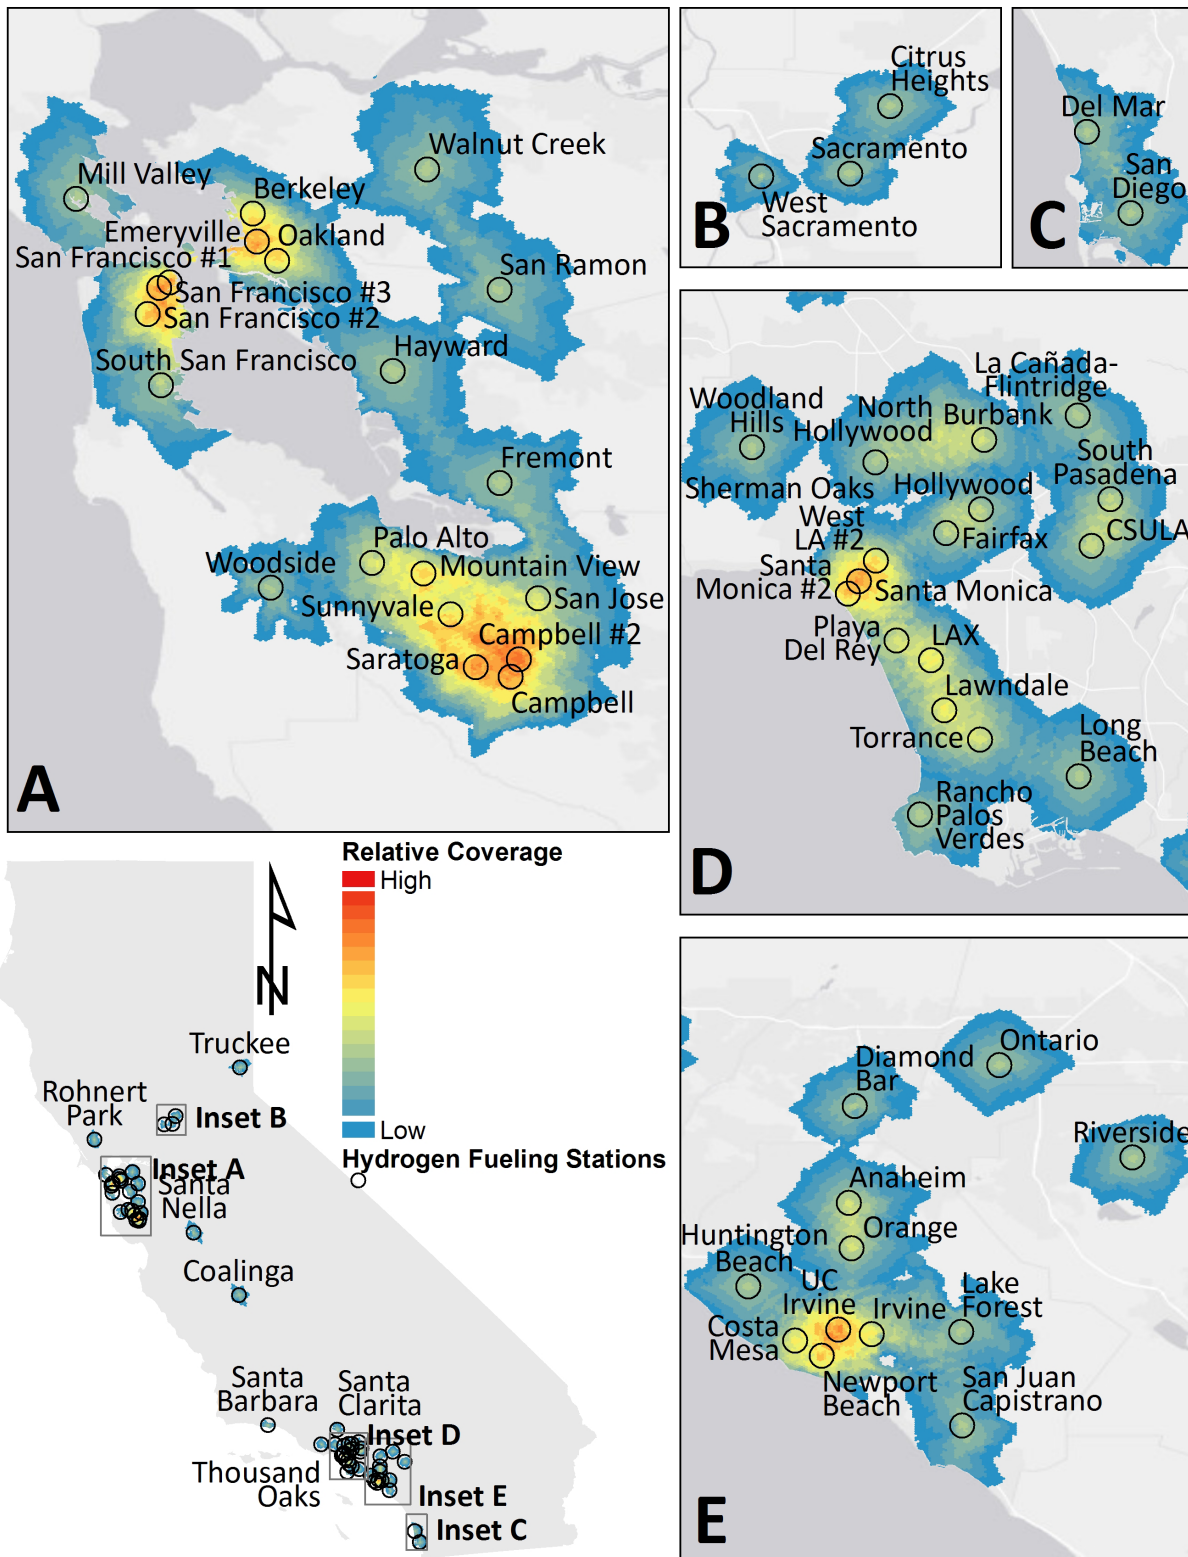 Mill Valley
Walnut Creek
Berkeley
Emeryville
Oakland
San Francisco #1
San Ramon
San Francisco #3
San Francisco #2
South San Francisco
Hayward
Fremont
Palo Alto
Woodside
Mountain View
Sunnyvale
San Jose
Campbell #2
Saratoga
Campbell
A
Citrus
Heights
Sacramento
West
Sacramento
B
Del Mar
San
Diego
C
La Cañada-
Flintridge
Woodland
Hills
North
Hollywood
Burbank
South
Pasadena
Sherman Oaks
Hollywood
West
LA #2
Fairfax
CSULA
Santa
Monica #2
Santa Monica
Playa
Del Rey
LAX
Lawndale
Torrance
Long
Beach
Rancho
Palos
Verdes
D
Relative Coverage
High
Low
Hydrogen Fueling Stations
N
Truckee
Rohnert
Park
Inset B
Inset A
Santa
Nella
Coalinga
Santa
Barbara
Santa
Clarita
Inset D
Thousand
Oaks
Inset E
Inset C
Ontario
Diamond
Bar
Riverside
Anaheim
Orange
Huntington
Beach
UC
Irvine
Irvine
Lake
Forest
Costa
Mesa
Newport
Beach
San Juan
Capistrano
E